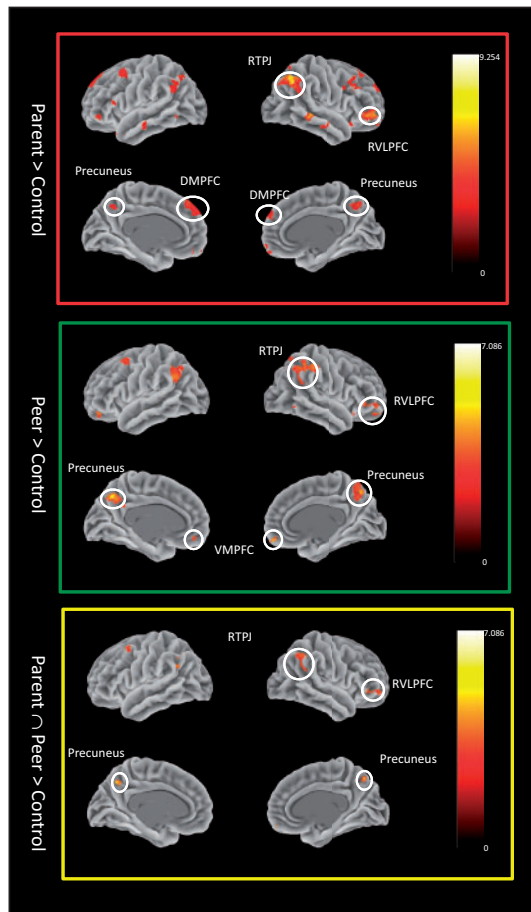 Parent > Control
RTPJ
9.254
RVLPFC
Precuneus
DMPFC
DMPFC
Precuneus
0
Peer > Control
RTPJ
7.086
RVLPFC
Precuneus
Precuneus
VMPFC
0
Parent ∩ Peer > Control
RTPJ
7.086
RVLPFC
Precuneus
Precuneus
0